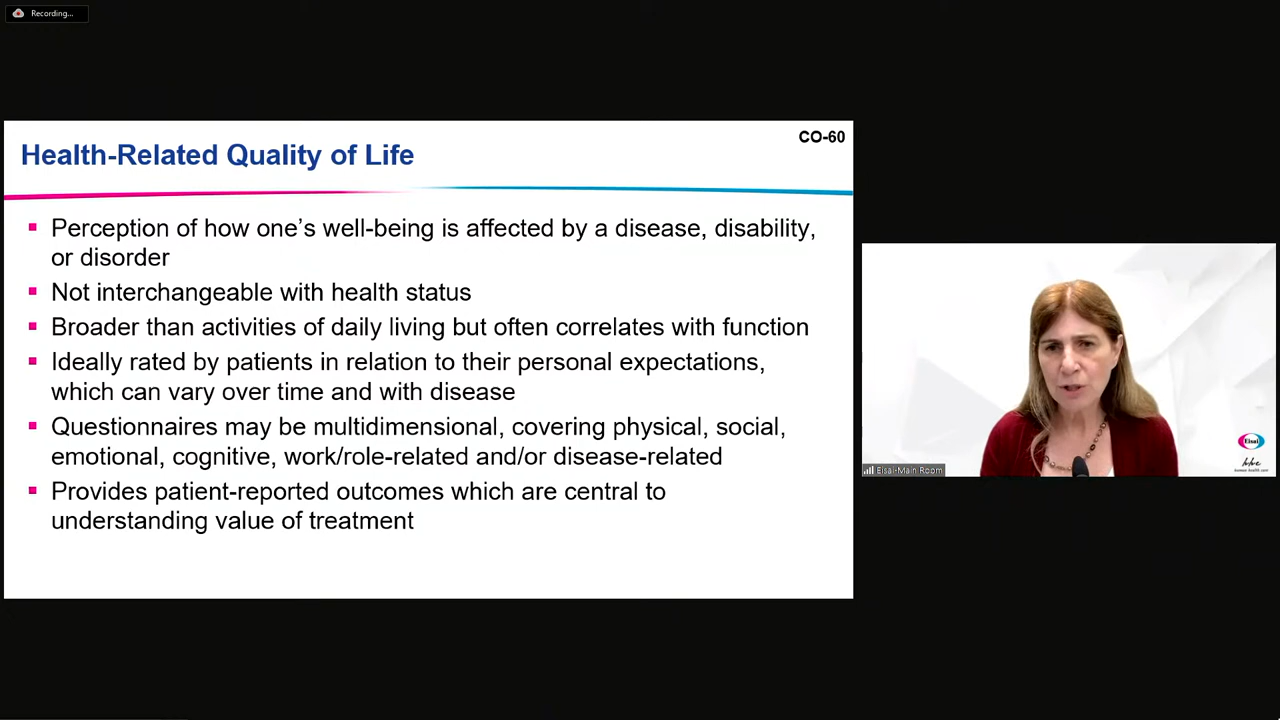 Recording...
CO-60
Health-Related Quality of Life
▪ Perception of how one's well-being is affected by a disease, disability,
or disorder
▪ Not interchangeable with health status
▪ Broader than activities of daily living but often correlates with function
▪ Ideally rated by patients in relation to their personal expectations,
which can vary over time and with disease
▪ Questionnaires may be multidimensional, covering physical, social,
emotional, cognitive, work/role-related and/or disease-related
▪ Provides patient-reported outcomes which are central to
understanding value of treatment
Eisai
hhc
human health care
Eisai-Main Room